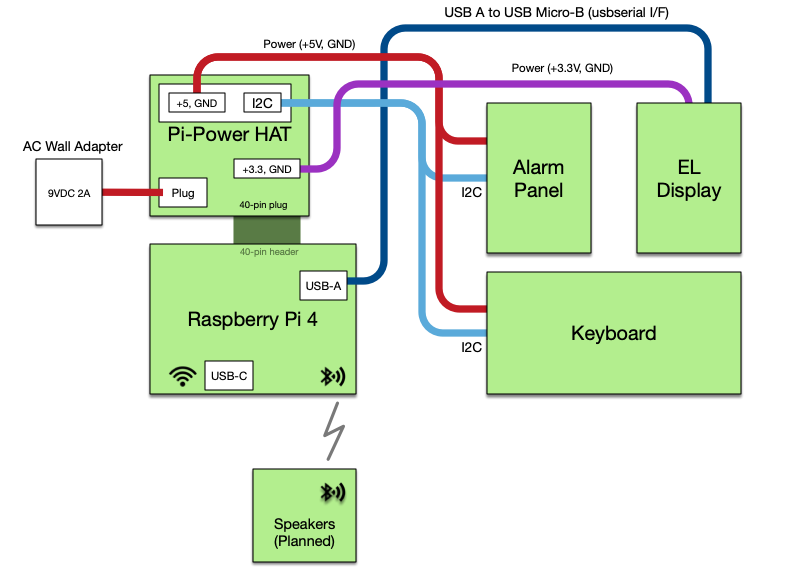 USB A to USB Micro-B (usbserial I/F)
Power (+5V, GND)
Power (+3.3V, GND)
+5, GND
I2C
Pi-Power HAT
+3.3, GND
Plug
40-pin plug
AC Wall Adapter
9VDC 2A
Alarm
Panel
I2C
EL
Display
40-pin header
USB-A
Raspberry Pi 4
USB-C
Keyboard
I2C
Speakers
(Planned)